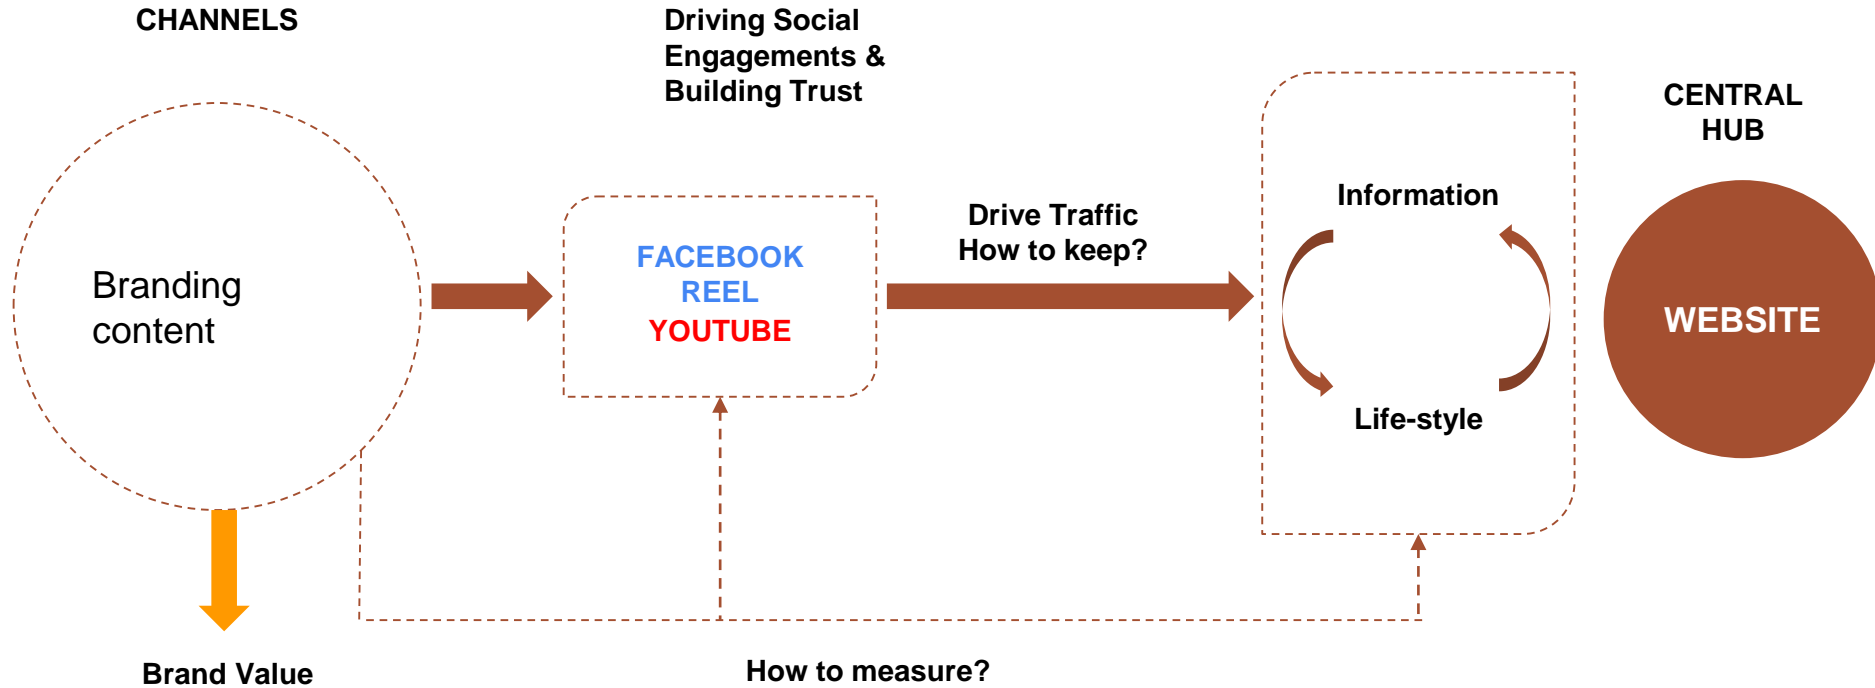 CHANNELS
Driving Social
Engagements &
Building Trust
CENTRAL
HUB
Branding
content
FACEBOOK
REEL
YOUTUBE
Drive Traffic
How to keep?
Information
Life-style
WEBSITE
Brand Value
How to measure?